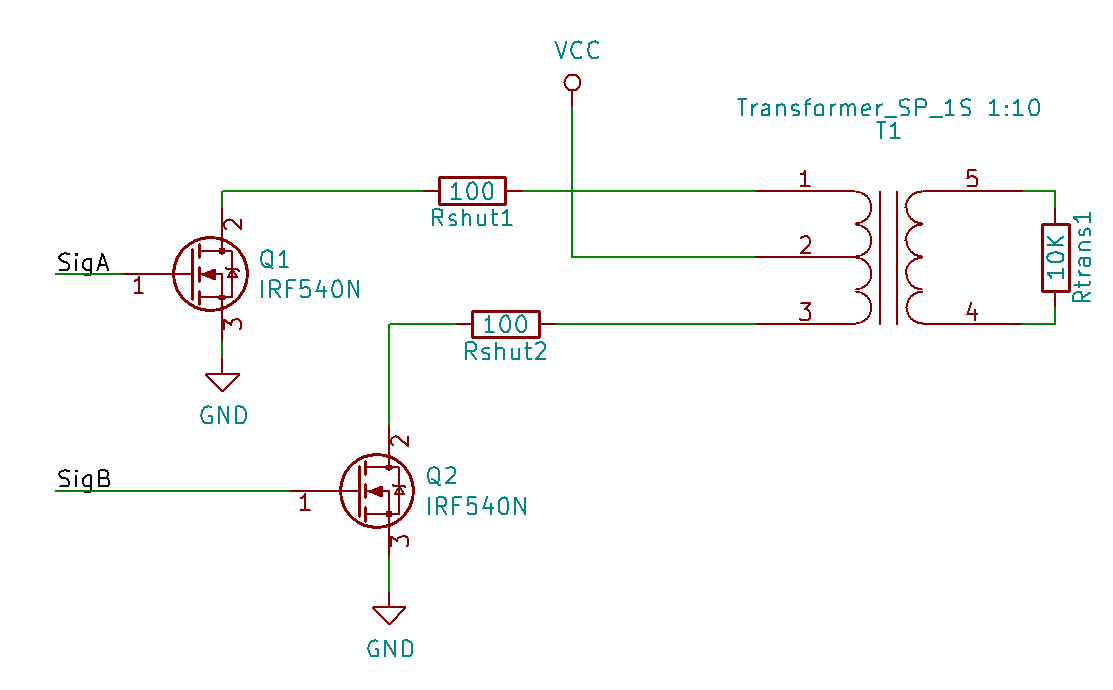 VCC
Transformer_SP_1S 1:10
T1
1
5
100
Rshut1
2
SigA
Q1
1
IRF540N
2
10K
Rtrans1
3
100
3
4
Rshut2
GND
2
SigB
Q2
1
IRF540N
3
GND